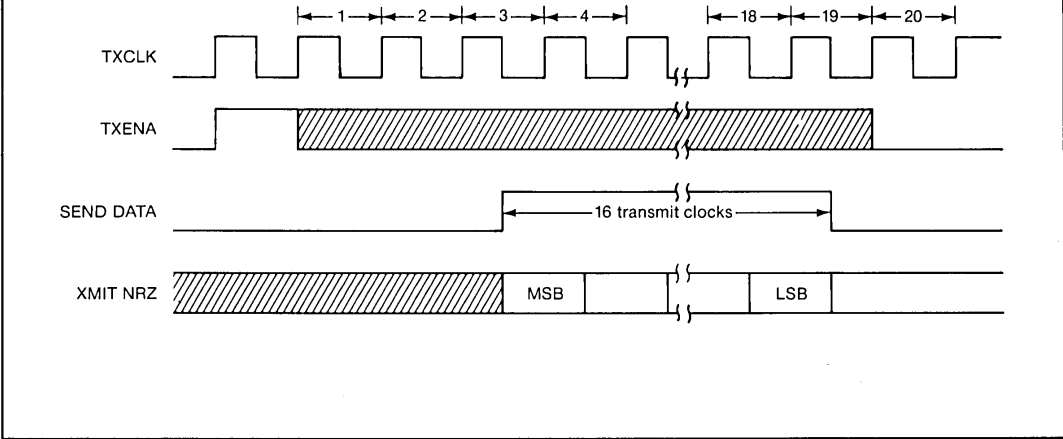 1 2 3 4 18 19 20
TXCLK
TXENA
SEND DATA
16 transmit clocks
XMIT NRZ
MSB LSB